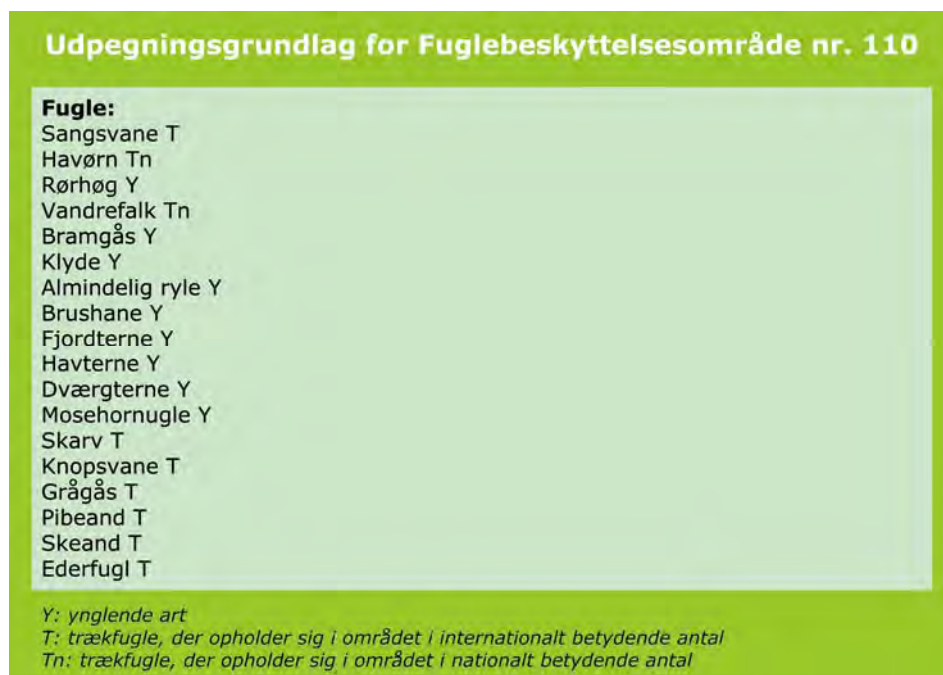 Udpegningsgrundlag for Fuglebeskyttelsesområde nr. 110
Fugle:
Sangsvane T
Havørn Tn
Rørhøg Y
Vandrefalk Tn
Bramgås Y
Klyde Y
Almindelig ryle Y
Brushane Y
Fjordterne Y
Havterne Y
Dværgterne Y
Mosehornugle Y
Skarv T
Knopsvane T
Grågås T
Pibeand T
Skeand T
Ederfugl T
Y: ynglende art
T: trækfugle, der opholder sig i området i internationalt betydende antal
Tn: trækfugle, der opholder sig i området i nationalt betydende antal